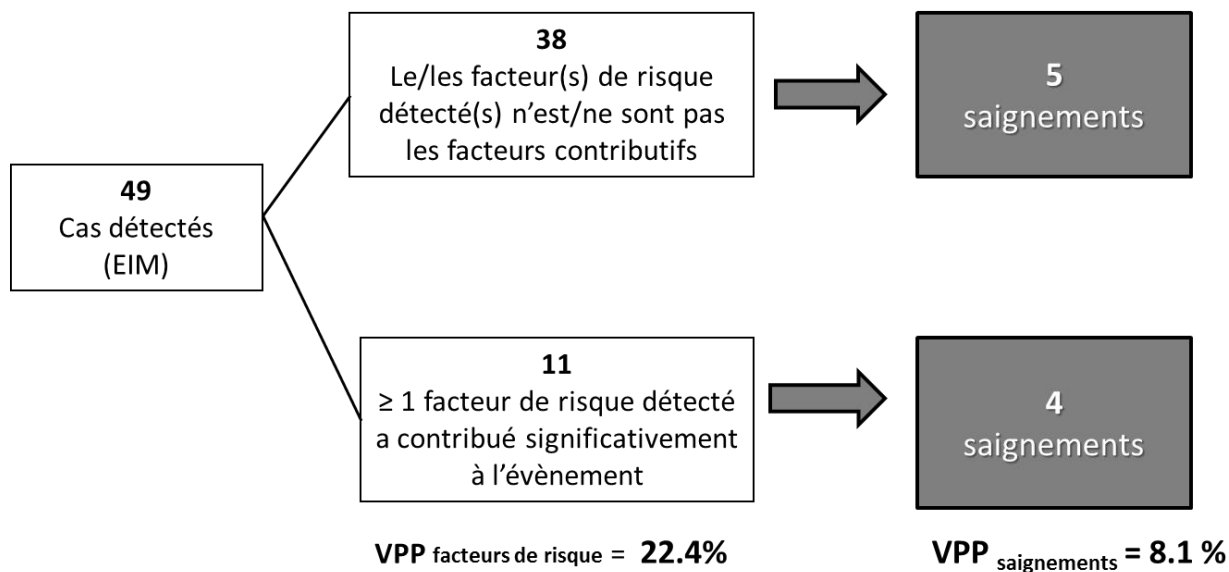 49
Cas détectés
(EIM)
38
Le/les facteur(s) de risque
détecté(s) n’est/ne sont pas
les facteurs contributifs
5
saignements
11
≥ 1 facteur de risque détecté
a contribué significativement
à l’évènement
4
saignements
VPP facteurs de risque = 22.4%
VPP saignements = 8.1 %